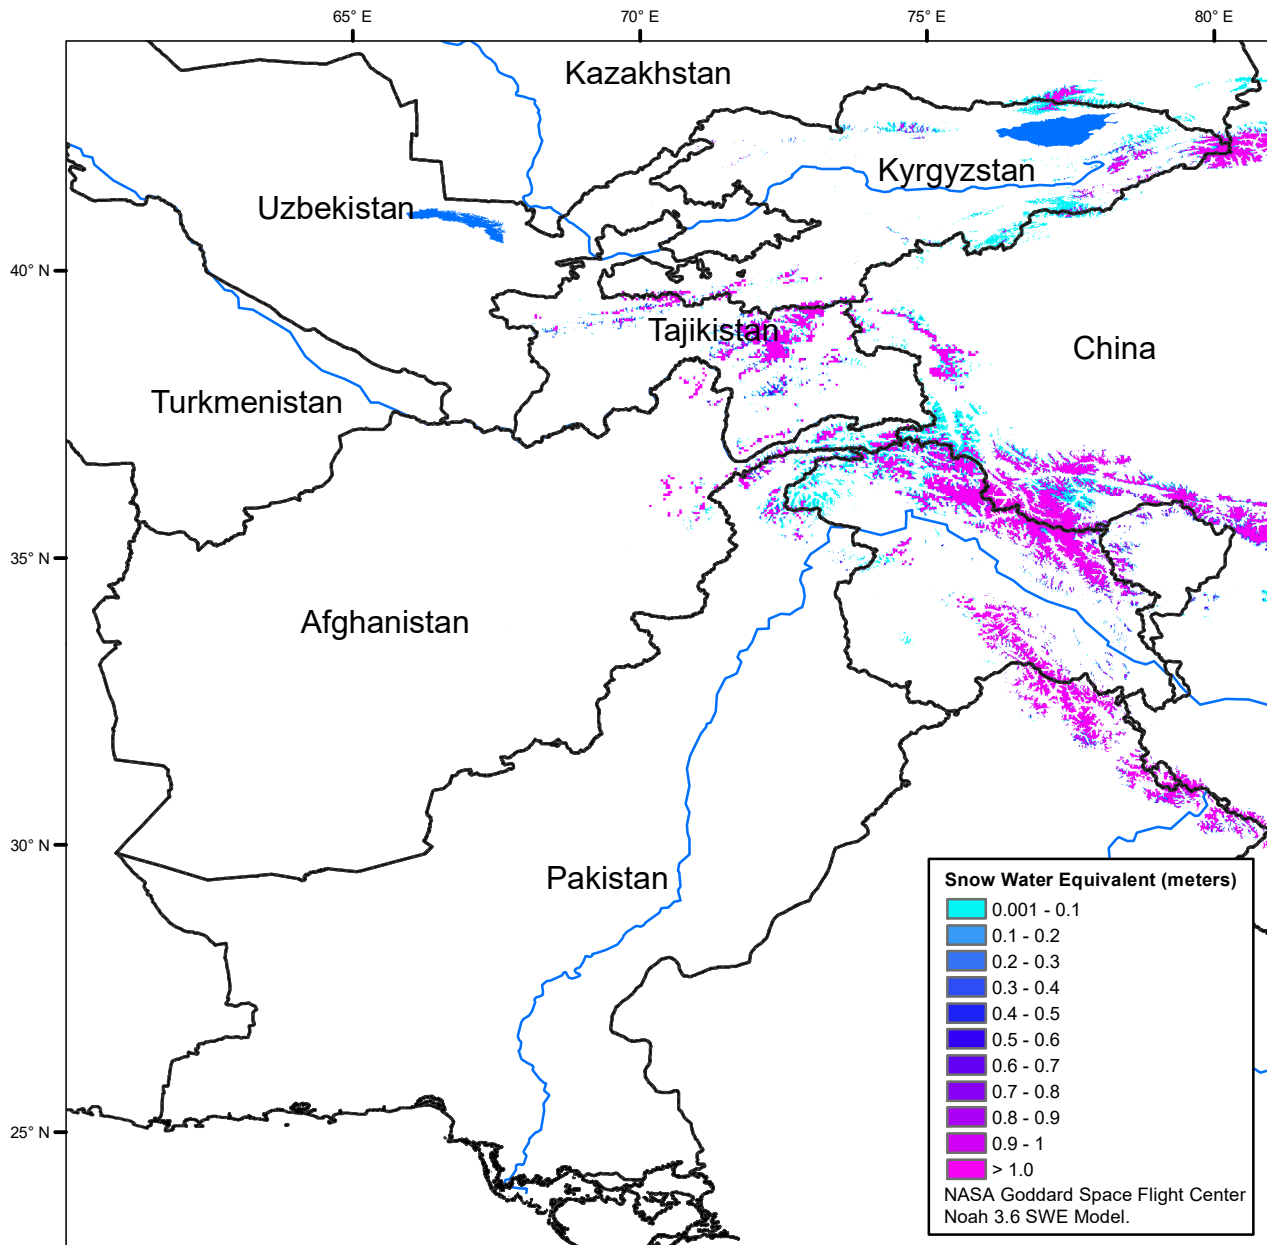 65° E
70° E
75° E
80° E
Kazakhstan
Kyrgyzstan
Uzbekistan
40° N
Tajikistan
China
Turkmenistan
35° N
Afghanistan
30° N
Pakistan
Snow Water Equivalent (meters)
0.001 - 0.1
0.1 - 0.2
0.2 - 0.3
0.3 - 0.4
0.4 - 0.5
0.5 - 0.6
0.6 - 0.7
0.7 - 0.8
0.8 - 0.9
0.9 - 1
> 1.0
25° N
NASA Goddard Space Flight Center
Noah 3.6 SWE Model.